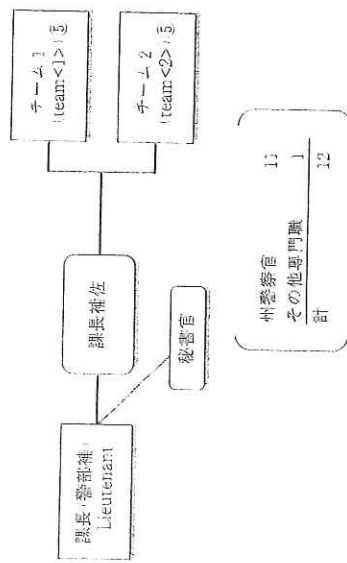 課長・警部補
Lieutenant
秘書官
課長補佐
チーム1
(team<1>):⑤
チーム2
(team<2>):⑤
州警察官 11
その他専門職 1
計 12